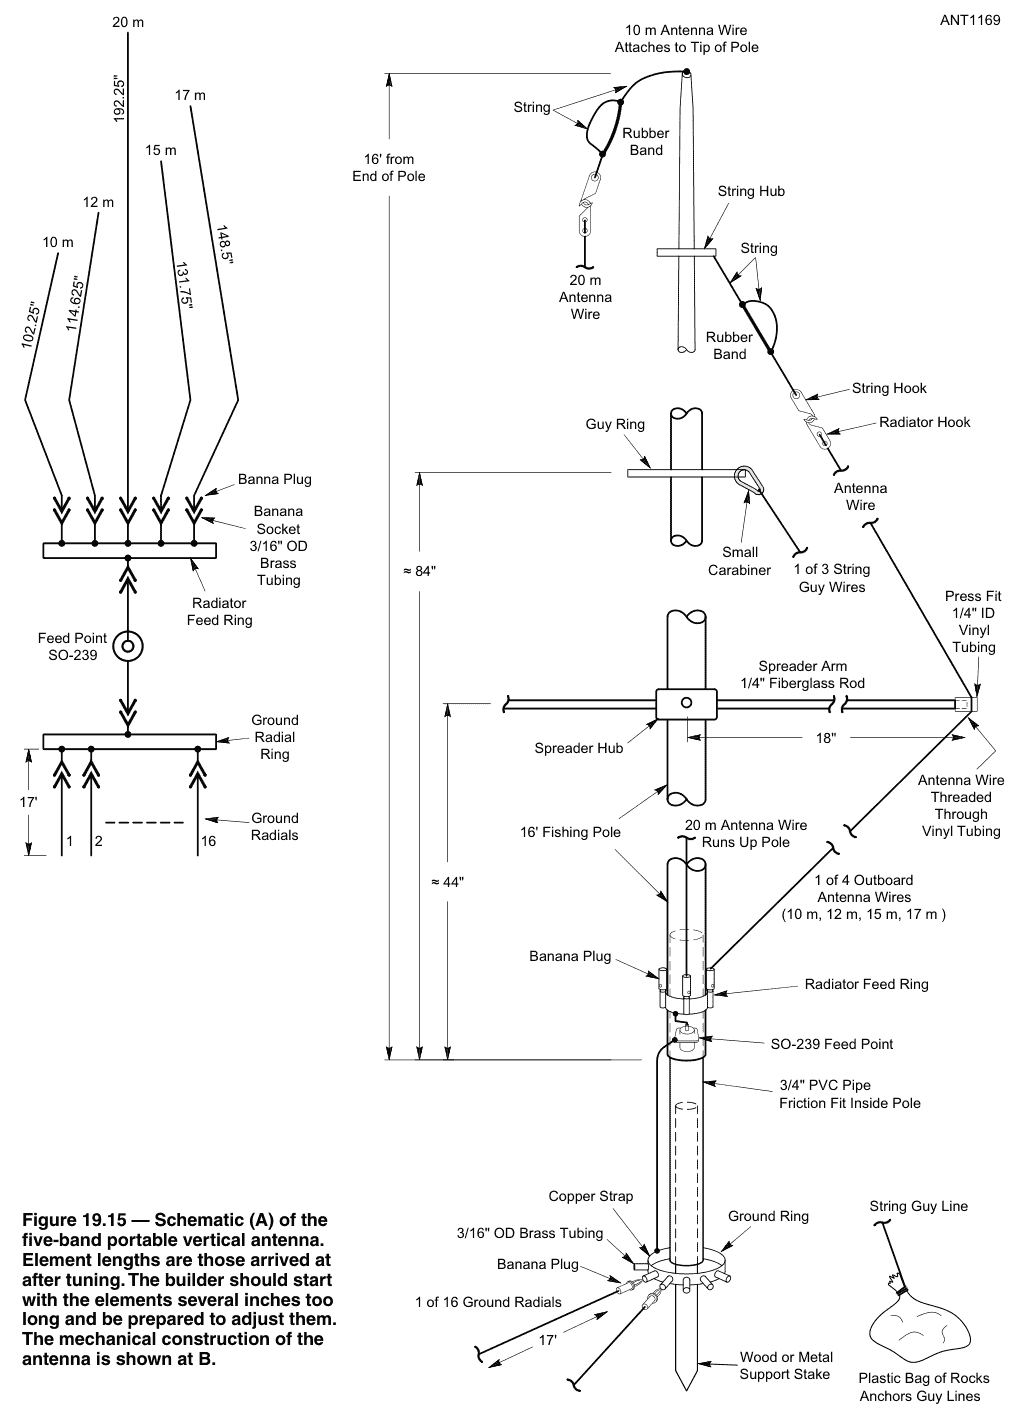 ANT1169
20 m
192.25"
17 m
148.5"
15 m
131.75"
12 m
114.625"
10 m
102.25"
Banna Plug
Banana
Socket
3/16" OD
Brass
Tubing
Radiator
Feed Ring
Feed Point
SO-239
Ground
Radial
Ring
17'
1
2
16
Ground
Radials
10 m Antenna Wire
Attaches to Tip of Pole
String
Rubber
Band
16' from
End of Pole
20 m
Antenna
Wire
String Hub
String
Rubber
Band
String Hook
Radiator Hook
Antenna
Wire
Guy Ring
Small
Carabiner
1 of 3 String
Guy Wires
≈ 84"
Press Fit
1/4" ID
Vinyl
Tubing
Spreader Arm
1/4" Fiberglass Rod
Spreader Hub
18"
Antenna Wire
Threaded
Through
Vinyl Tubing
16' Fishing Pole
20 m Antenna Wire
Runs Up Pole
≈ 44"
1 of 4 Outboard
Antenna Wires
(10 m, 12 m, 15 m, 17 m )
Banana Plug
Radiator Feed Ring
SO-239 Feed Point
3/4" PVC Pipe
Friction Fit Inside Pole
Copper Strap
Ground Ring
3/16" OD Brass Tubing
Banana Plug
1 of 16 Ground Radials
17'
Wood or Metal
Support Stake
String Guy Line
Plastic Bag of Rocks
Anchors Guy Lines
Figure 19.15 — Schematic (A) of the
five-band portable vertical antenna.
Element lengths are those arrived at
after tuning. The builder should start
with the elements several inches too
long and be prepared to adjust them.
The mechanical construction of the
antenna is shown at B.